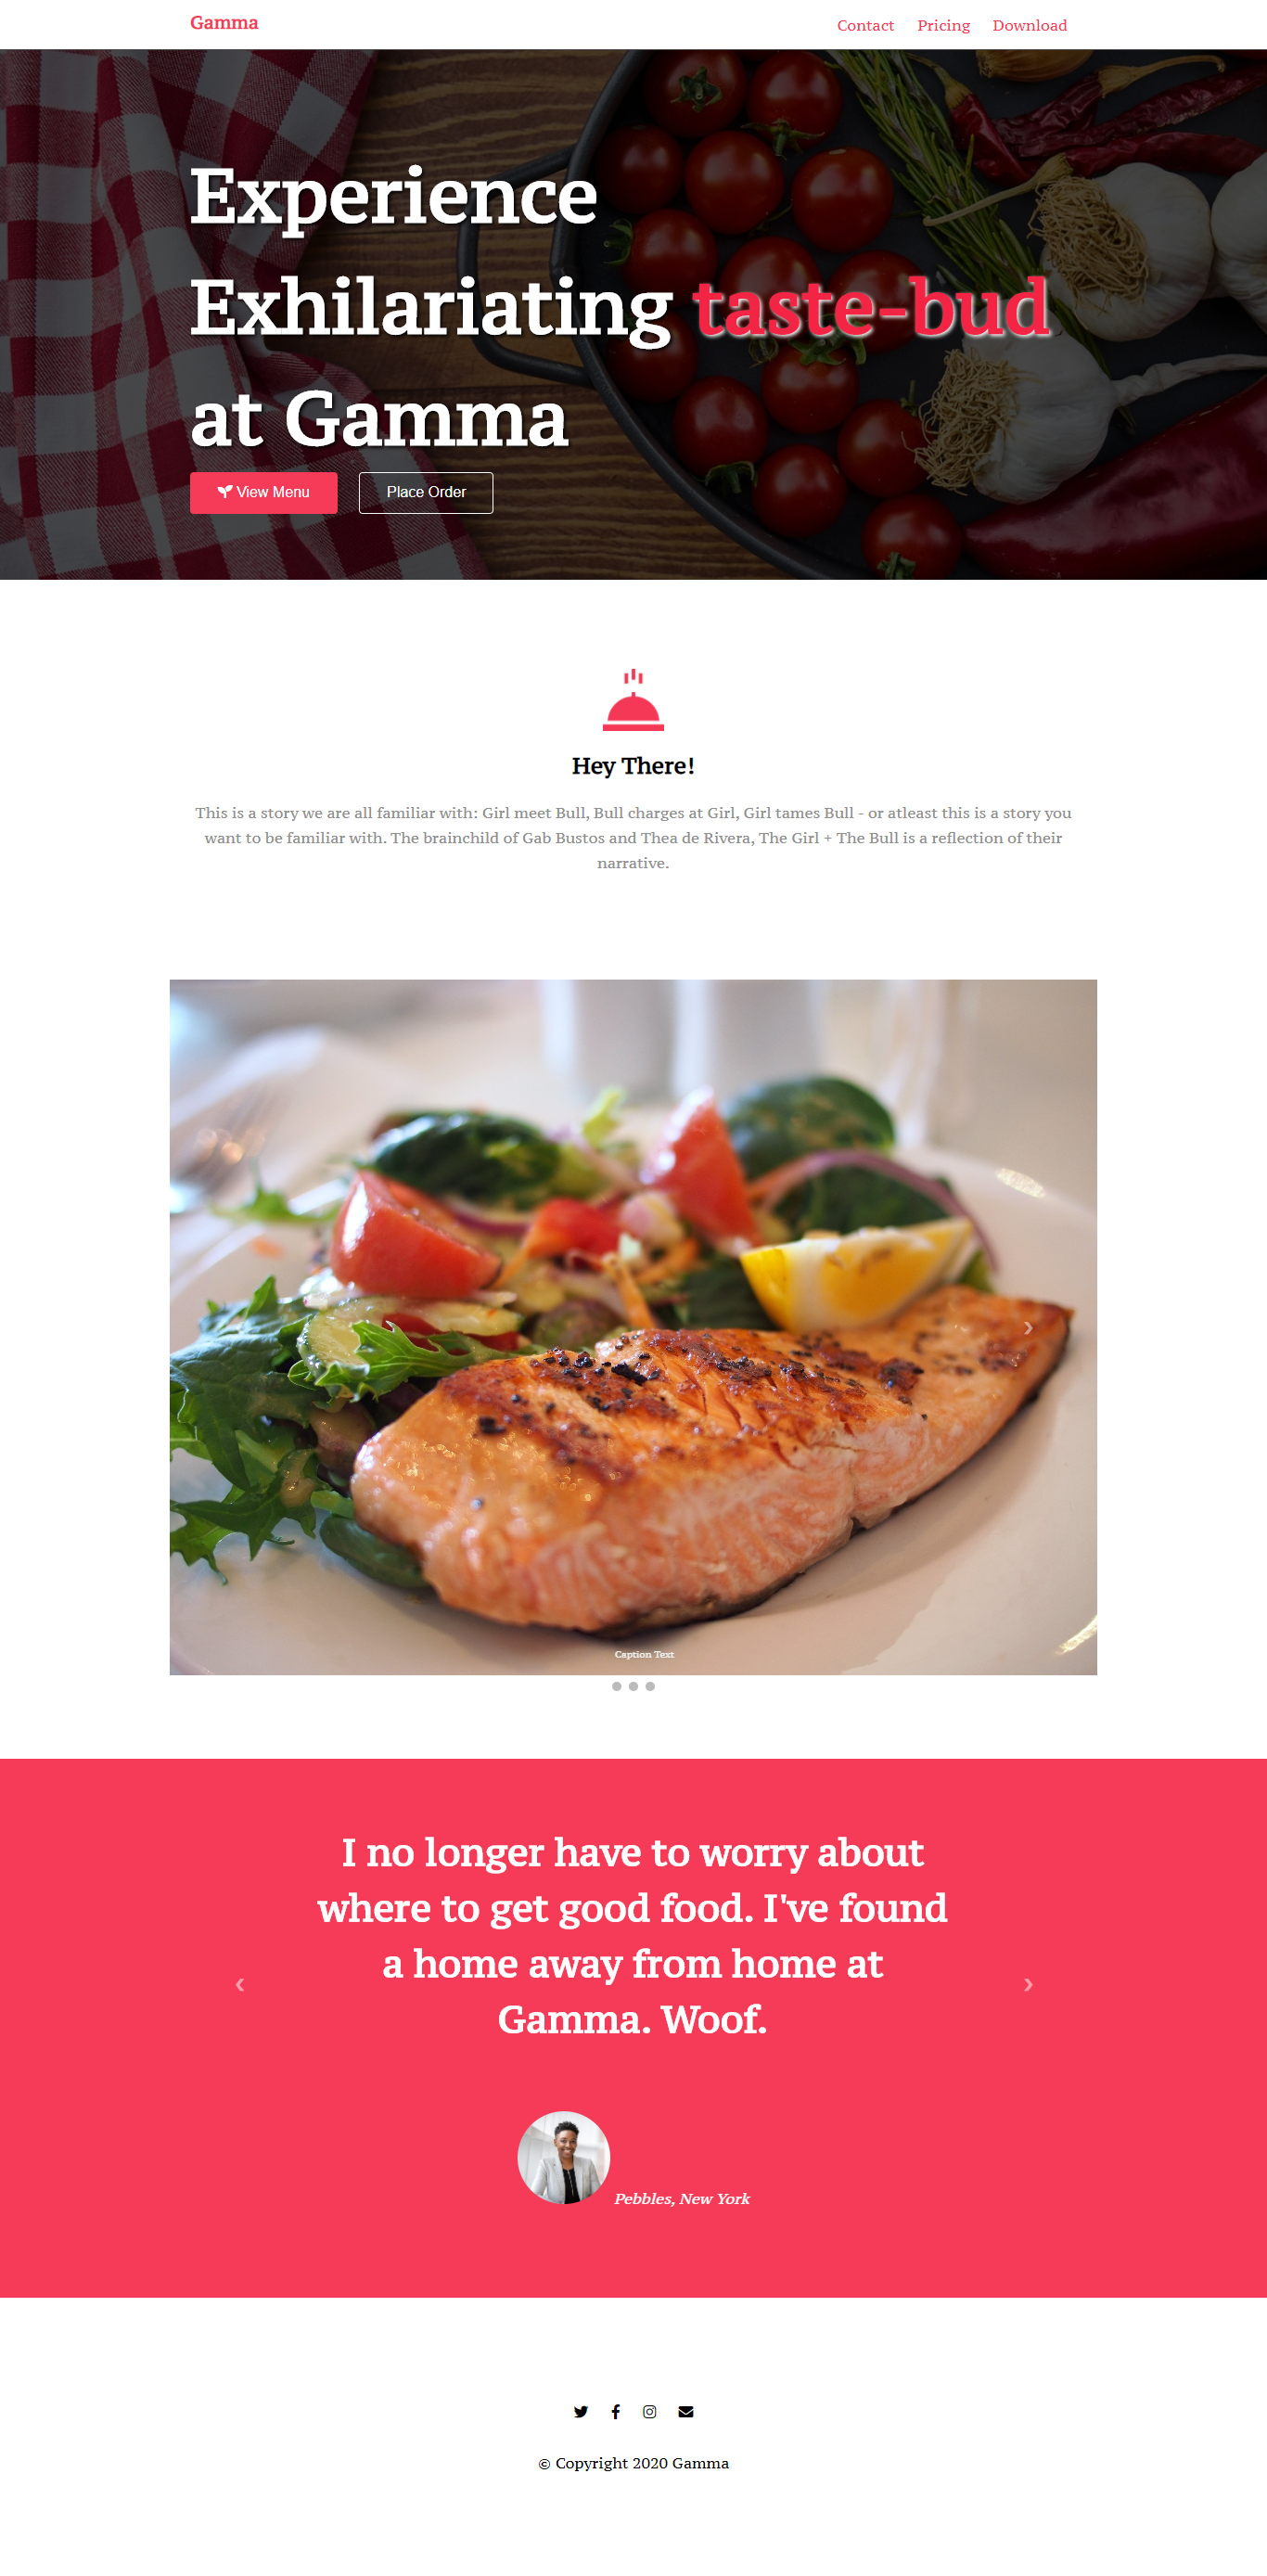 Gamma
Contact Pricing Download
Experience
Exhilariating taste-bud
at Gamma
View Menu Place Order
Hey There!
This is a story we are all familiar with: Girl meet Bull, Bull charges at Girl, Girl tames Bull - or atleast this is a story you
want to be familiar with. The brainchild of Gab Bustos and Thea de Rivera, The Girl + The Bull is a reflection of their
narrative.
Caption Text
I no longer have to worry about
where to get good food. I've found
a home away from home at
Gamma. Woof.
Pebbles, New York
© Copyright 2020 Gamma